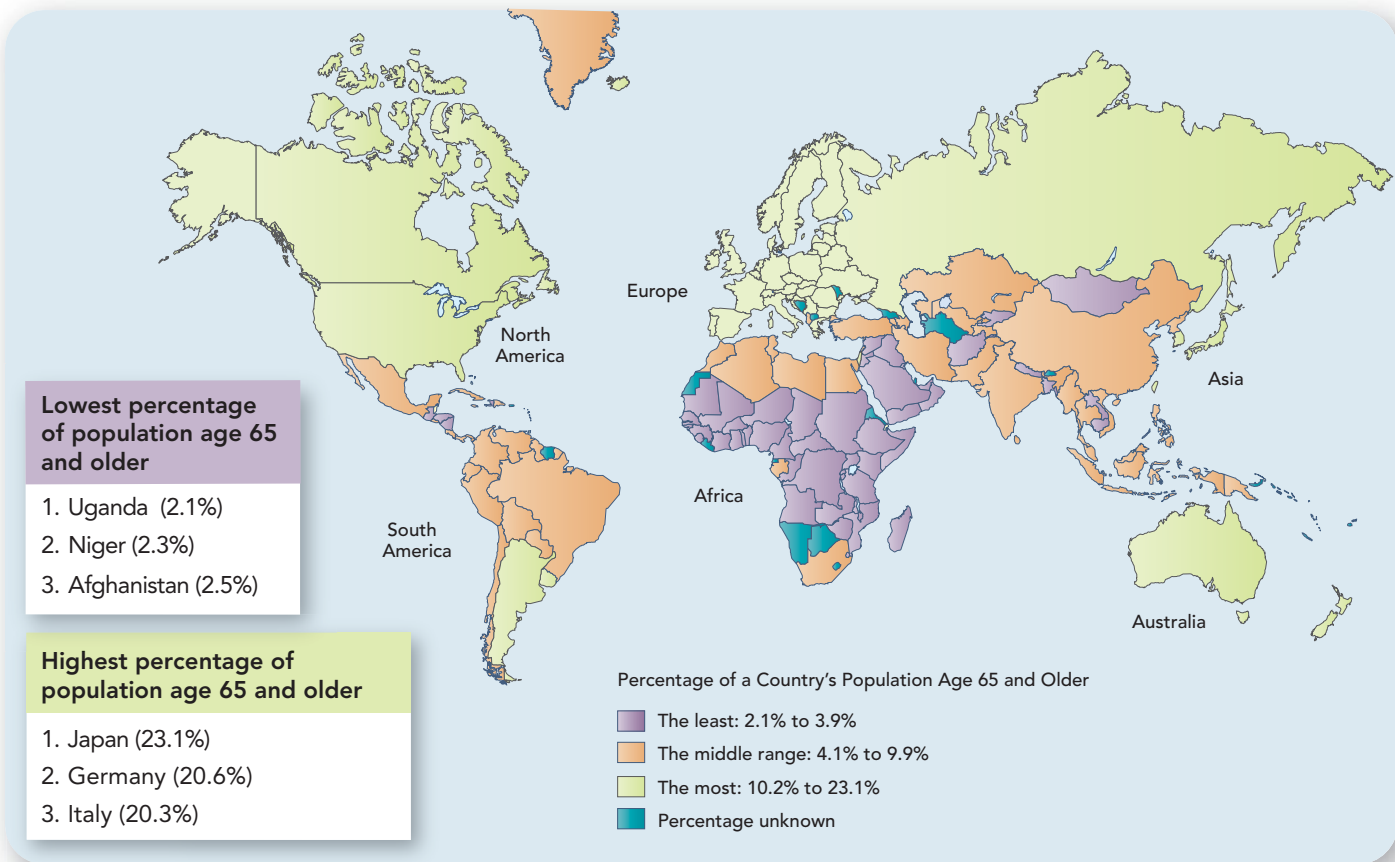 North
America
Europe
Asia
Africa
South
America
Australia
Lowest percentage
of population age 65
and older
1. Uganda (2.1%)
2. Niger (2.3%)
3. Afghanistan (2.5%)
Highest percentage of
population age 65 and older
1. Japan (23.1%)
2. Germany (20.6%)
3. Italy (20.3%)
Percentage of a Country's Population Age 65 and Older
The least: 2.1% to 3.9%
The middle range: 4.1% to 9.9%
The most: 10.2% to 23.1%
Percentage unknown